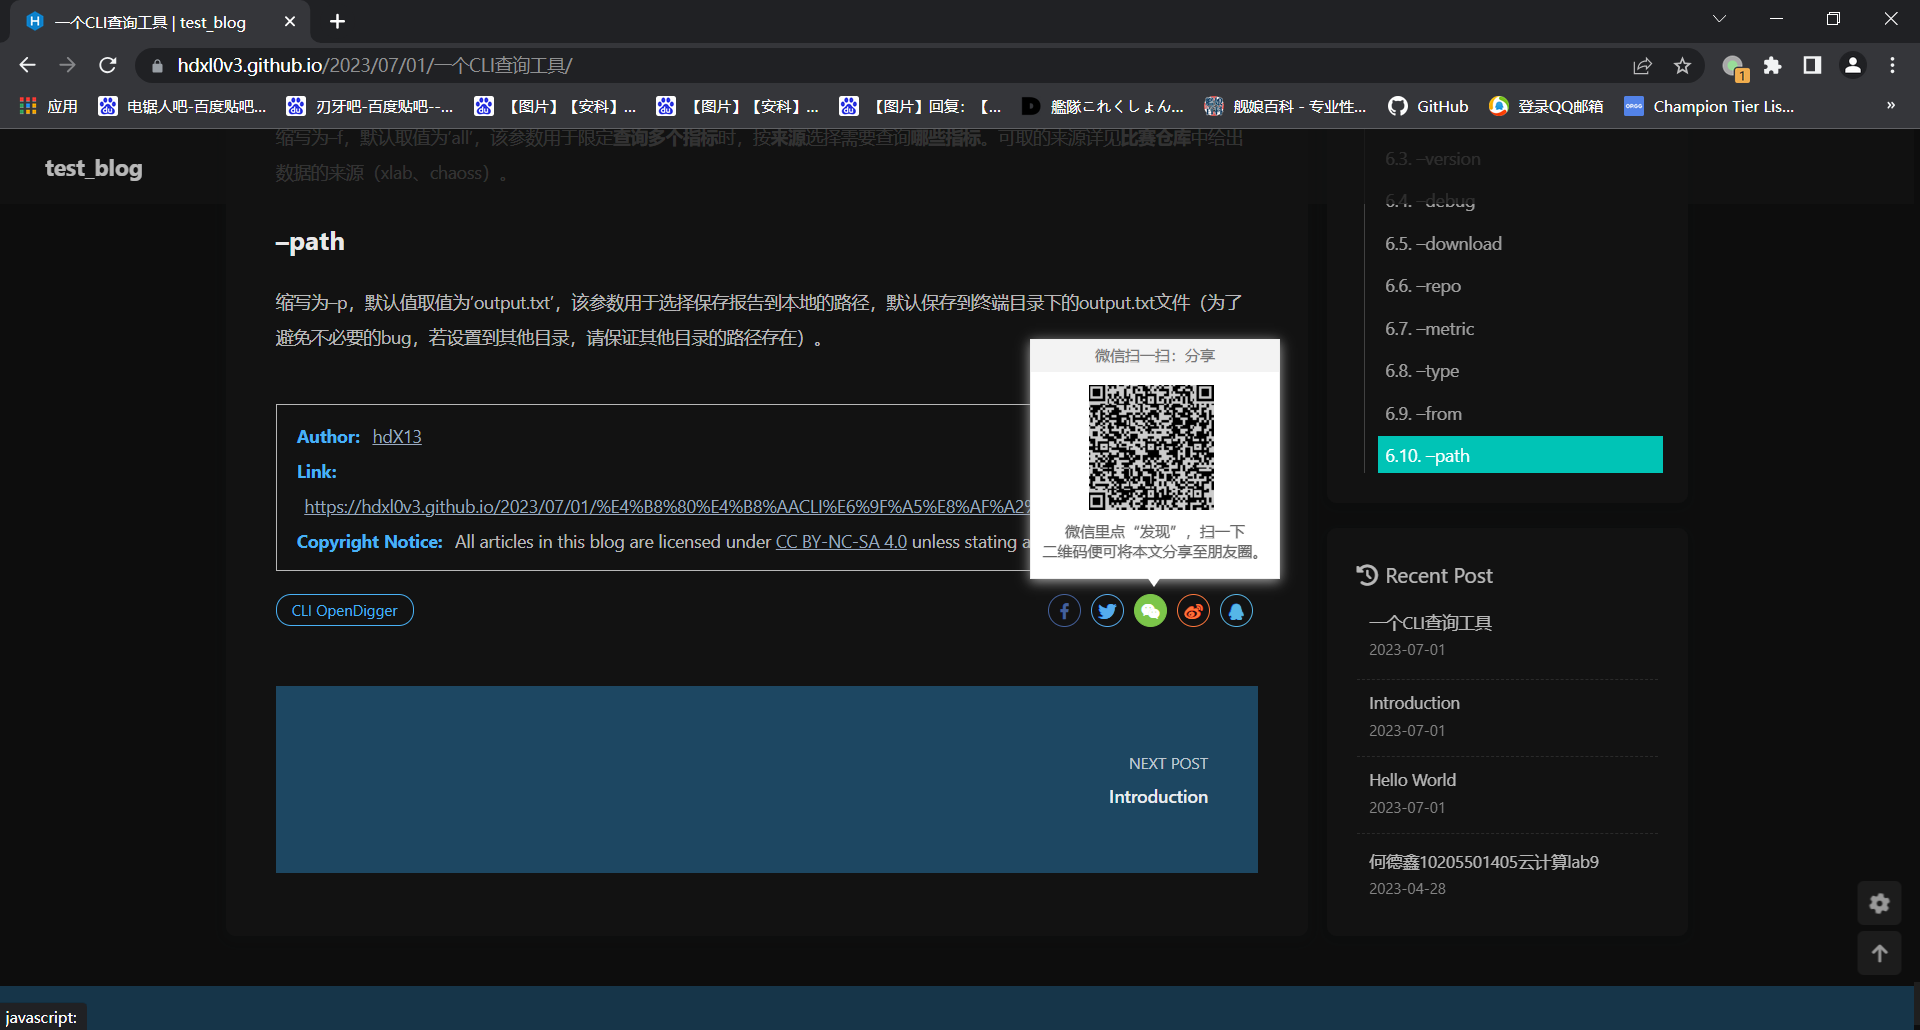 一个CLI查询工具 | test_blog
hdxl0v3.github.io/2023/07/01/一个CLI查询工具/
1
应用
电锯人吧-百度贴吧...
刃牙吧-百度贴吧--...
【图片】【安科】...
【图片】【安科】...
【图片】回复：【...
艦隊これくしょん...
舰娘百科 - 专业性...
GitHub
登录QQ邮箱
OP.GG
Champion Tier Lis...
»
test_blog
缩写为–f，默认取值为'all'，该参数用于限定查询多个指标时，按来源选择需要查询哪些指标。可取的来源详见比赛仓库中给出
数据的来源（xlab、chaoss）。
–path
缩写为–p，默认值取值为‘output.txt’，该参数用于选择保存报告到本地的路径，默认保存到终端目录下的output.txt文件（为了
避免不必要的bug，若设置到其他目录，请保证其他目录的路径存在）。
微信扫一扫：分享
微信里点“发现”，扫一下
二维码便可将本文分享至朋友圈。
Author: hdX13
Link:
https://hdxl0v3.github.io/2023/07/01/%E4%B8%80%E4%B8%AACLI%E6%9F%A5%E8%AF%A2%
Copyright Notice: All articles in this blog are licensed under CC BY-NC-SA 4.0 unless stating a
CLI OpenDigger
NEXT POST
Introduction
6.3. –version
6.4. –debug
6.5. –download
6.6. –repo
6.7. –metric
6.8. –type
6.9. –from
6.10. –path
Recent Post
一个CLI查询工具
2023-07-01
Introduction
2023-07-01
Hello World
2023-07-01
何德鑫10205501405云计算lab9
2023-04-28
javascript: